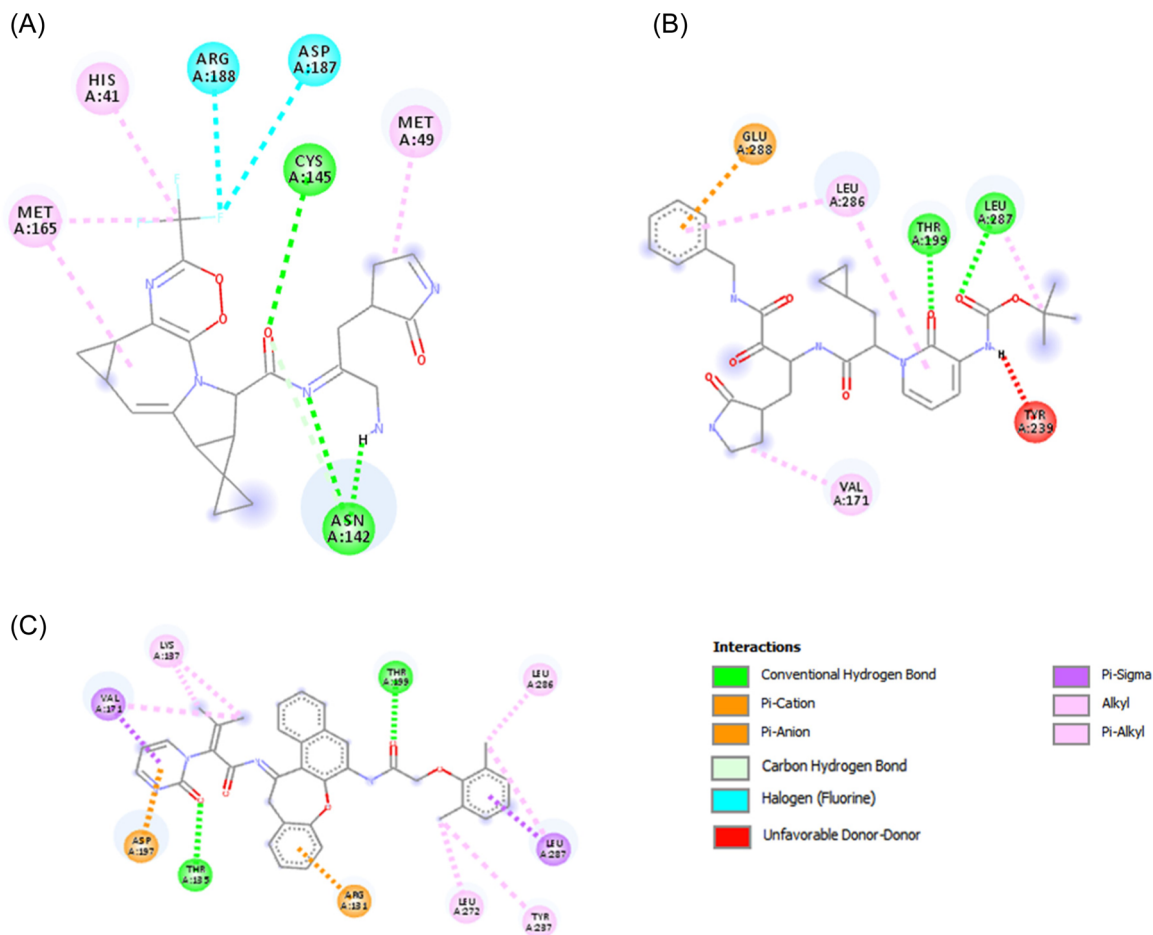 (A)
(B)
ARG
A:188
ASP
A:187
HIS
A:41
MET
A:49
CYS
A:145
MET
A:165
F
F
F
N
O
O
N
O
N
N
O
H
N
ASN
A:142
GLU
A:288
LEU
A:286
THR
A:199
LEU
A:287
N
O
O
O
N
N
O
N
O
O
O
N
H
N
O
TYR
A:239
VAL
A:171
(C)
LYS
A:137
VAL
A:171
THR
A:199
LEU
A:286
N
N
O
O
N
N
O
O
O
ASP
A:197
THR
A:135
ARG
A:131
LEU
A:272
TYR
A:237
LEU
A:287
Interactions
Conventional Hydrogen Bond
Pi-Cation
Pi-Anion
Carbon Hydrogen Bond
Halogen (Fluorine)
Unfavorable Donor-Donor
Pi-Sigma
Alkyl
Pi-Alkyl